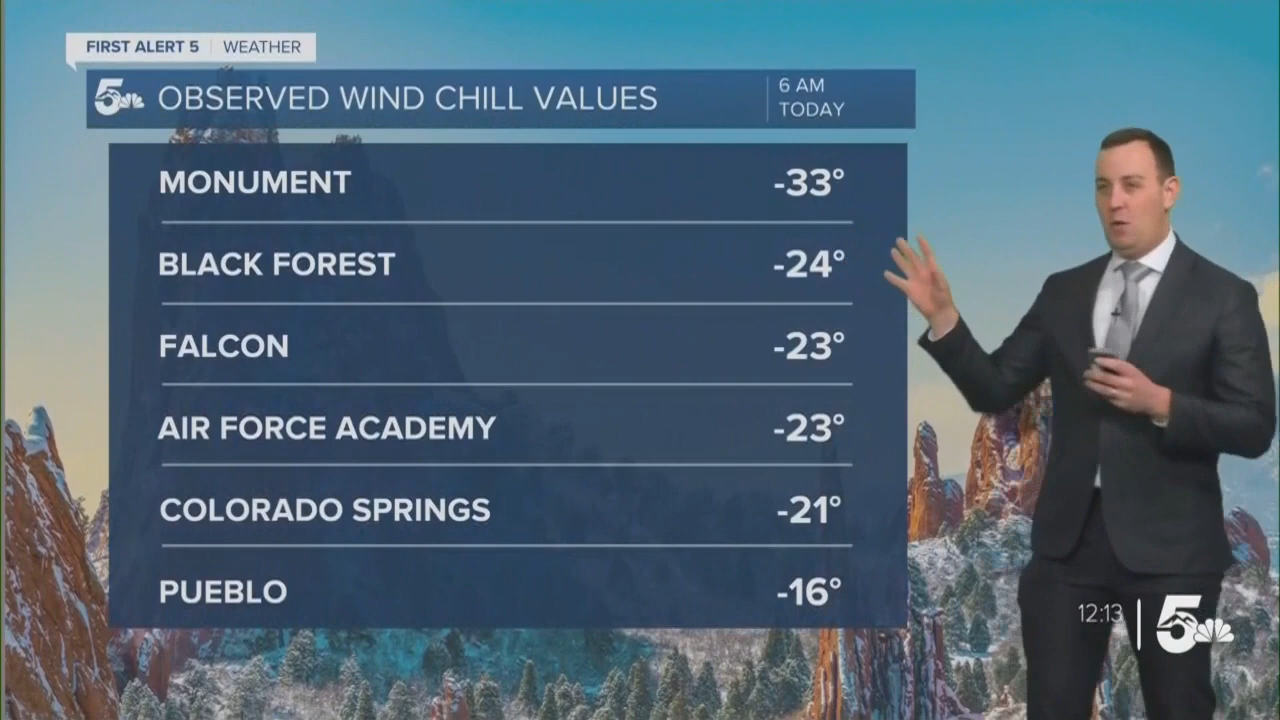 FIRST ALERT 5 | WEATHER
5 OBSERVED WIND CHILL VALUES
6 AM
TODAY
MONUMENT -33°
BLACK FOREST -24°
FALCON -23°
AIR FORCE ACADEMY -23°
COLORADO SPRINGS -21°
PUEBLO -16°
12:13 | 5